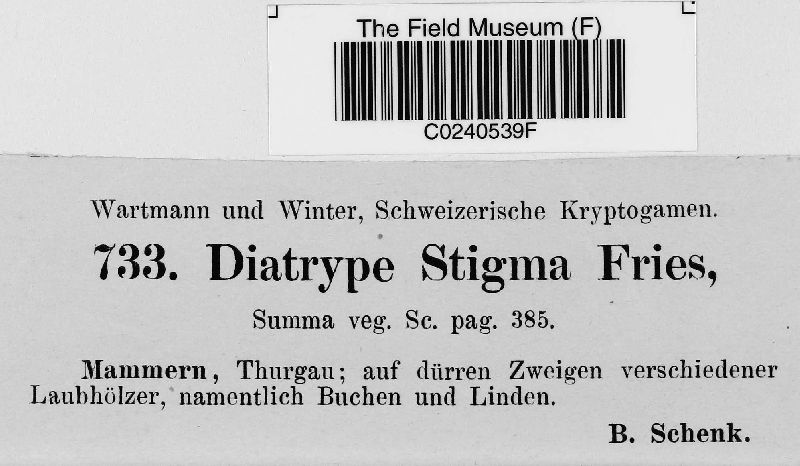 The Field Museum (F)
C0240539F
Wartmann und Winter, Schweizerische Kryptogamen.
733. Diatrype Stigma Fries,
Summa veg. Sc. pag. 385.
Mammern, Thurgau; auf dürren Zweigen verschiedener
Laubhölzer, namentlich Buchen und Linden.
B. Schenk.